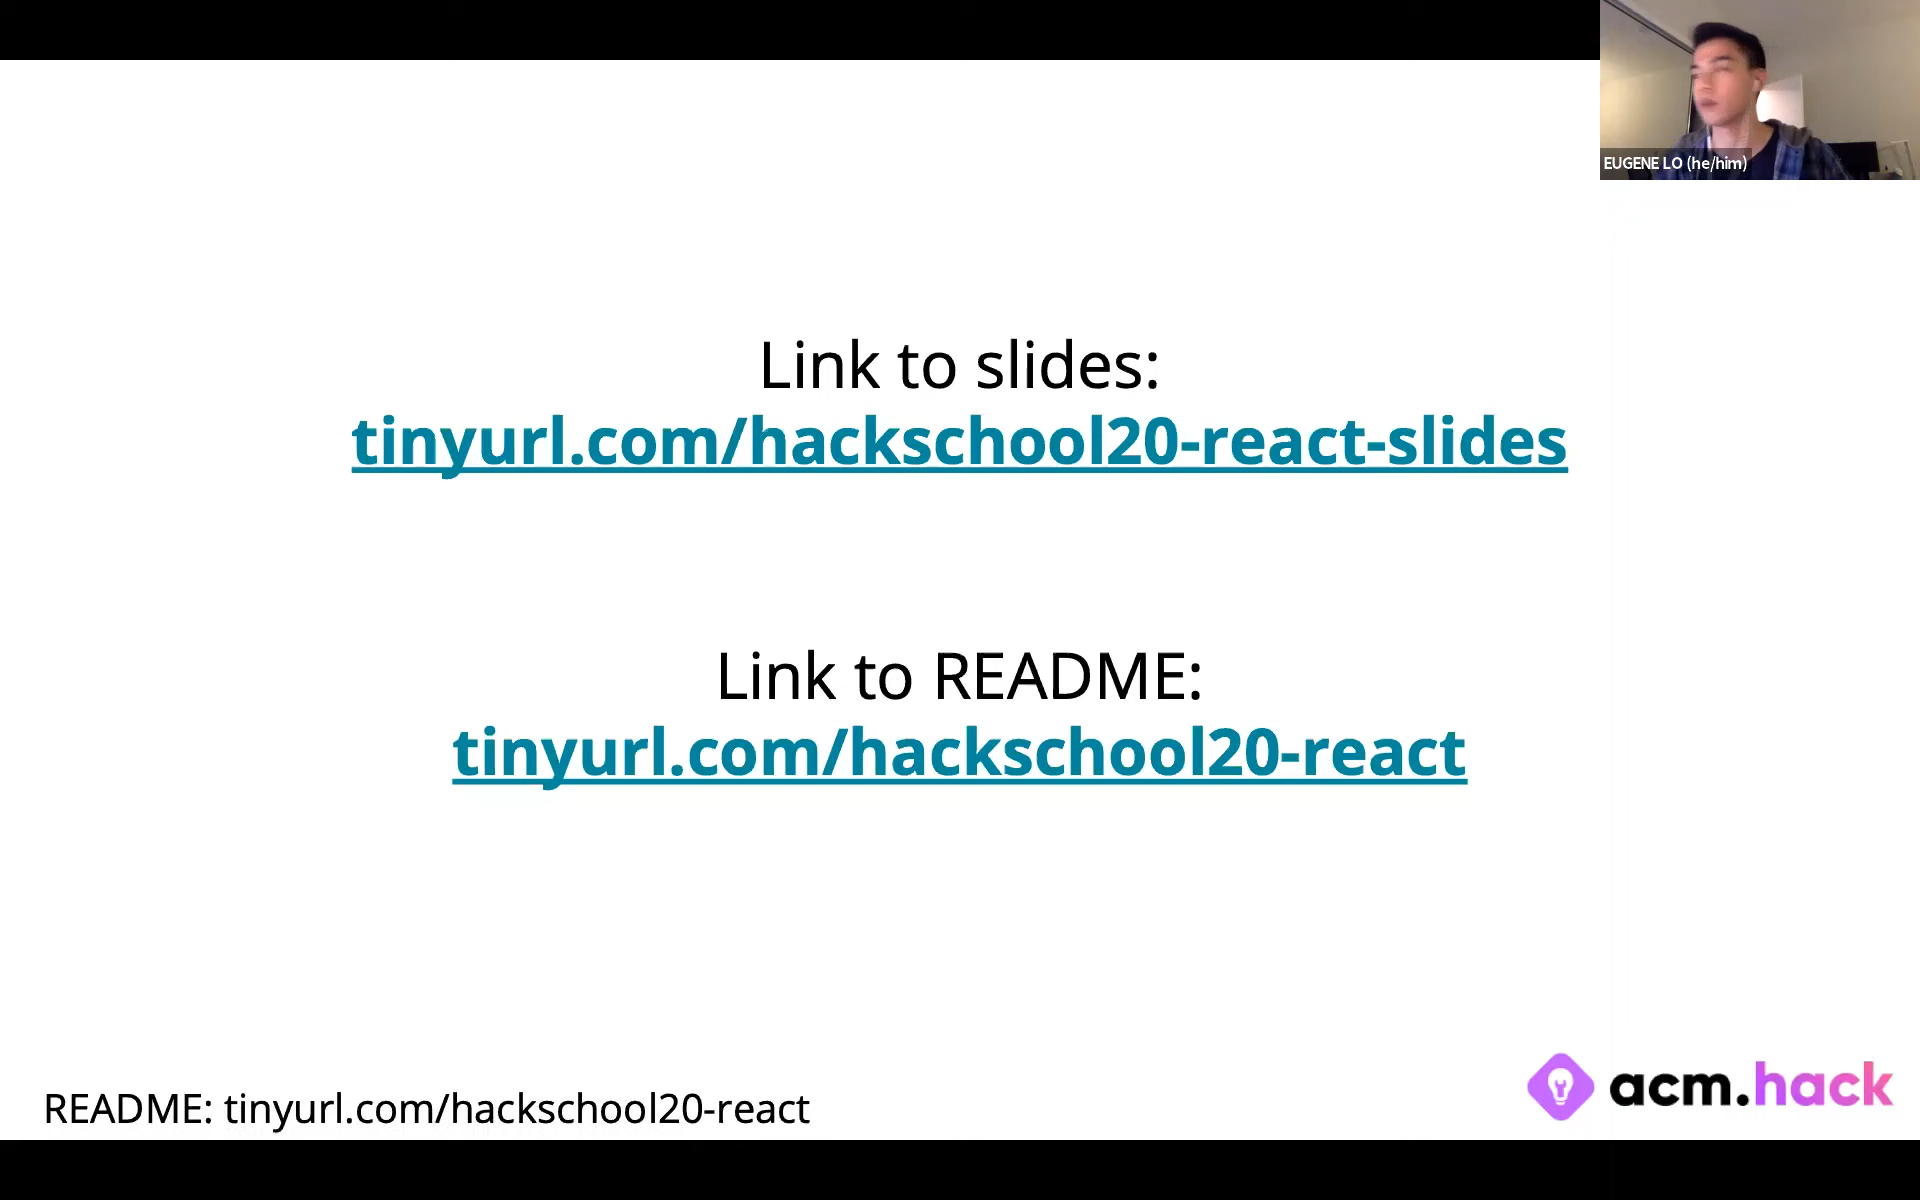 EUGENE LO (he/him)
Link to slides:
tinyurl.com/hackschool20-react-slides
Link to README:
tinyurl.com/hackschool20-react
README: tinyurl.com/hackschool20-react
acm.hack